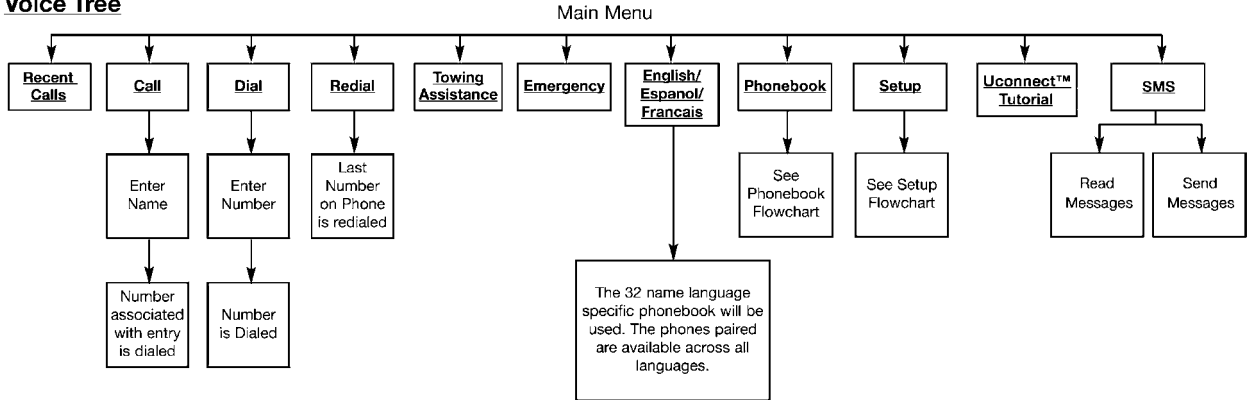 Voice Tree
Main Menu
Recent
Calls
Call
Dial
Redial
Towing
Assistance
Emergency
English/
Espanol/
Francais
Phonebook
Setup
Uconnect™
Tutorial
SMS
Enter
Name
Enter
Number
Last
Number
on Phone
is redialed
See
Phonebook
Flowchart
See Setup
Flowchart
Read
Messages
Send
Messages
Number
associated
with entry
is dialed
Number
is Dialed
The 32 name language
specific phonebook will be
used. The phones paired
are available across all
languages.